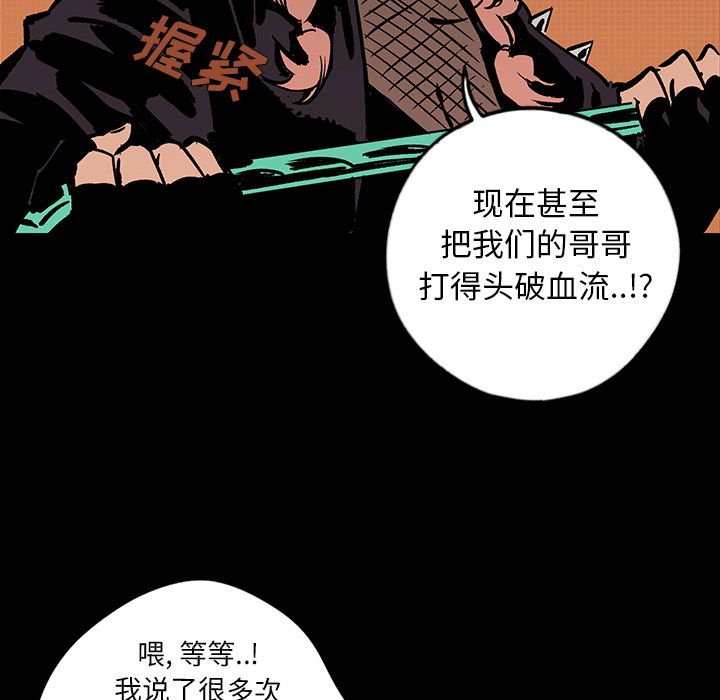 握紧
现在甚至
把我们的哥哥
打得头破血流..!?
喂, 等等..!
我说了很多次